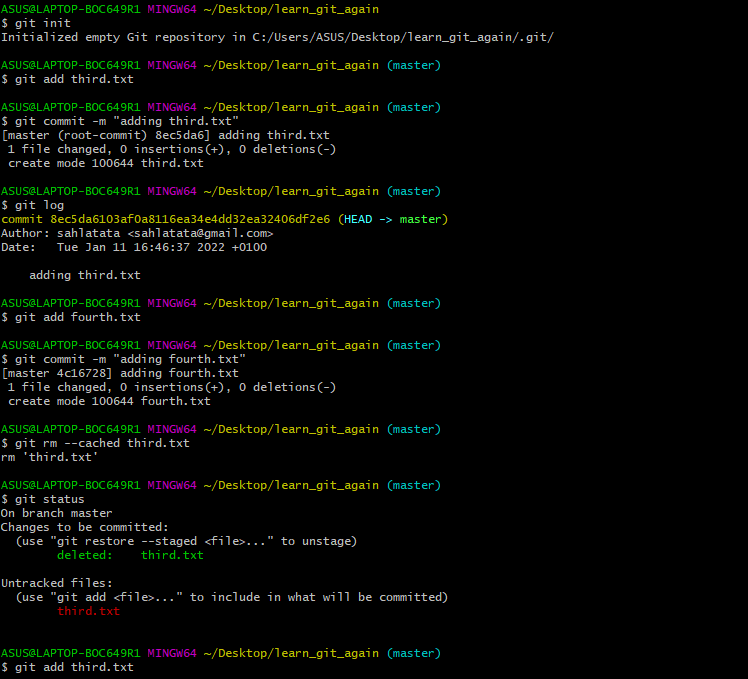 ASUS@LAPTOP-BOC649R1 MINGW64 ~/Desktop/learn_git_again
$ git init
Initialized empty Git repository in C:/Users/ASUS/Desktop/learn_git_again/.git/
ASUS@LAPTOP-BOC649R1 MINGW64 ~/Desktop/learn_git_again (master)
$ git add third.txt
ASUS@LAPTOP-BOC649R1 MINGW64 ~/Desktop/learn_git_again (master)
$ git commit -m "adding third.txt"
[master (root-commit) 8ec5da6] adding third.txt
 1 file changed, 0 insertions(+), 0 deletions(-)
 create mode 100644 third.txt
ASUS@LAPTOP-BOC649R1 MINGW64 ~/Desktop/learn_git_again (master)
$ git log
commit 8ec5da6103af0a8116ea34e4dd32ea32406df2e6 (HEAD -> master)
Author: sahlatata <sahlatata@gmail.com>
Date:   Tue Jan 11 16:46:37 2022 +0100
    adding third.txt
ASUS@LAPTOP-BOC649R1 MINGW64 ~/Desktop/learn_git_again (master)
$ git add fourth.txt
ASUS@LAPTOP-BOC649R1 MINGW64 ~/Desktop/learn_git_again (master)
$ git commit -m "adding fourth.txt"
[master 4c16728] adding fourth.txt
 1 file changed, 0 insertions(+), 0 deletions(-)
 create mode 100644 fourth.txt
ASUS@LAPTOP-BOC649R1 MINGW64 ~/Desktop/learn_git_again (master)
$ git rm --cached third.txt
rm 'third.txt'
ASUS@LAPTOP-BOC649R1 MINGW64 ~/Desktop/learn_git_again (master)
$ git status
On branch master
Changes to be committed:
  (use "git restore --staged <file>..." to unstage)
        deleted:    third.txt
Untracked files:
  (use "git add <file>..." to include in what will be committed)
        third.txt
ASUS@LAPTOP-BOC649R1 MINGW64 ~/Desktop/learn_git_again (master)
$ git add third.txt